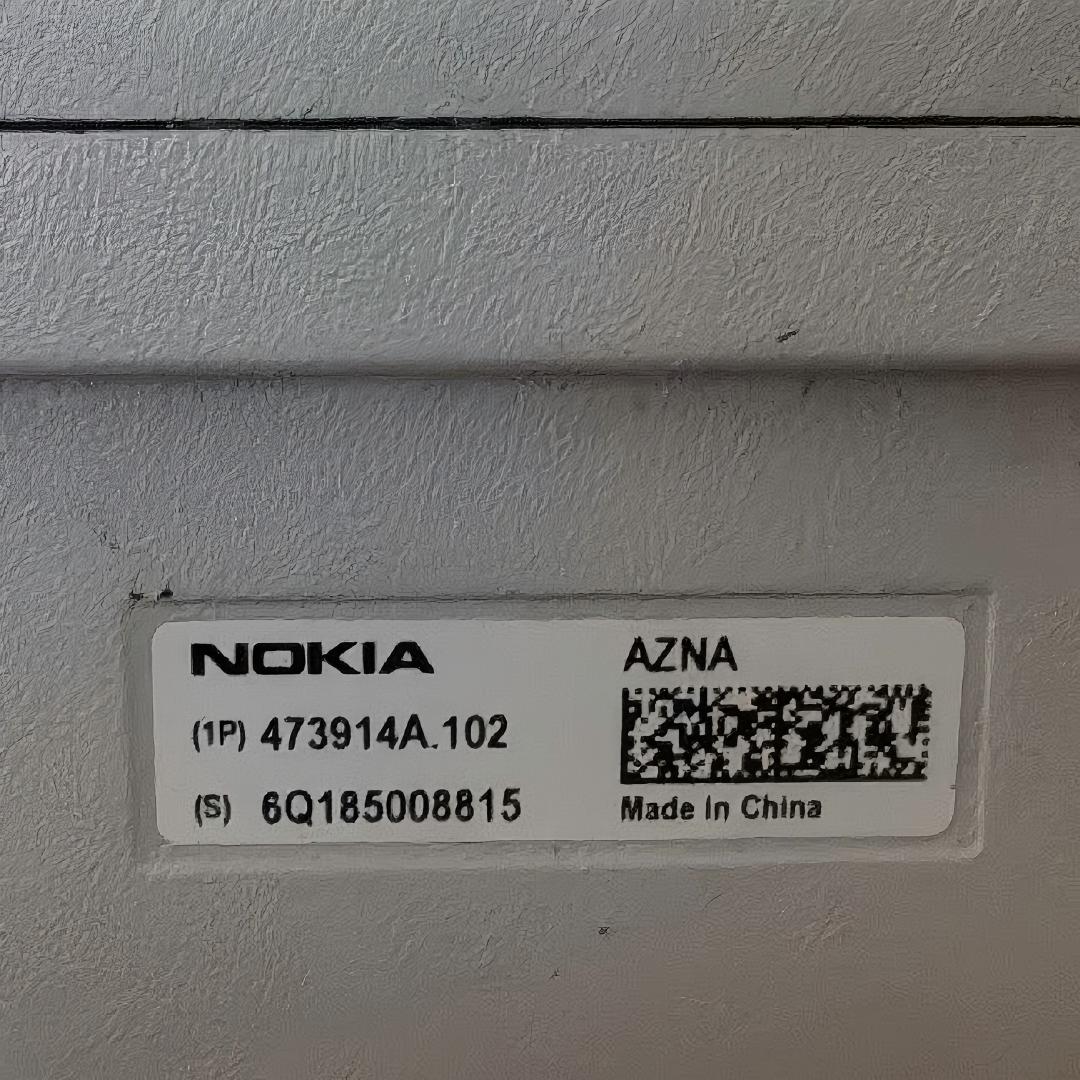 NOKIA
(1P) 473914A.102
(S) 6Q185008815
AZNA
Made in China